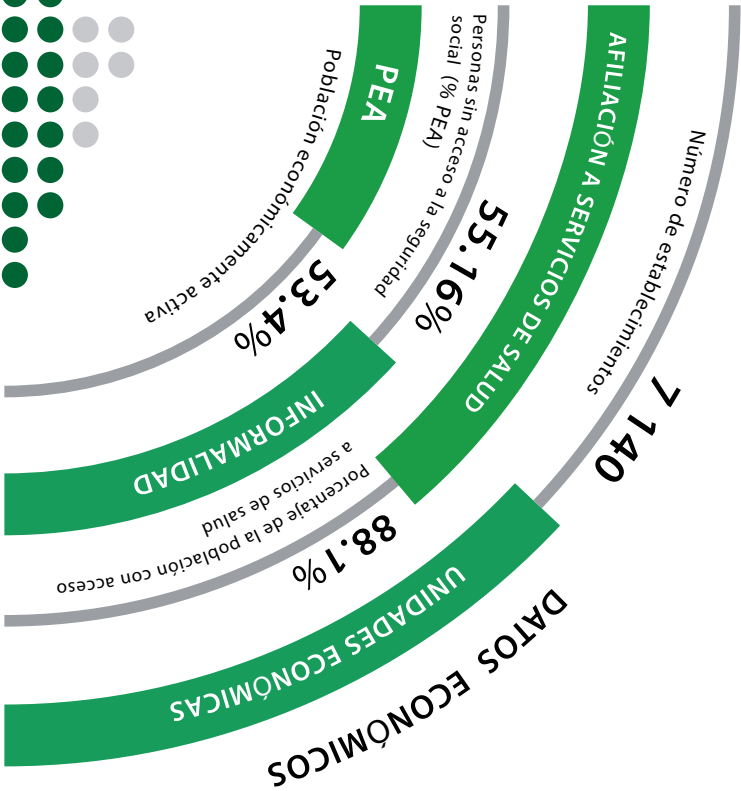 DATOS ECONÓMICOS
UNIDADES ECONÓMICAS
7 140
Número de establecimientos
AFILIACIÓN A SERVICIOS DE SALUD
88.1%
Porcentaje de la población con acceso
a servicios de salud
INFORMALIDAD
55.16%
Personas sin acceso a la seguridad
social (% PEA)
PEA
53.4%
Población económicamente activa